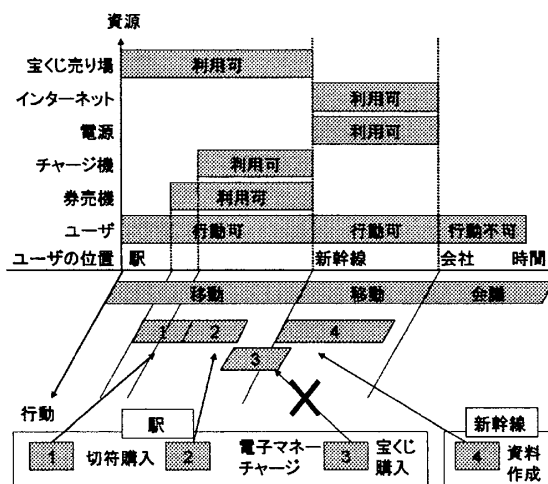 資源
宝くじ売り場
利用可
インターネット
利用可
電源
利用可
チャージ機
利用可
券売機
利用可
ユーザ
行動可
行動可
行動不可
ユーザの位置
駅
新幹線
会社
時間
移動
移動
会議
1
2
4
3
行動
駅
新幹線
1
切符購入
2
電子マネー
チャージ
3
宝くじ
購入
4
資料
作成